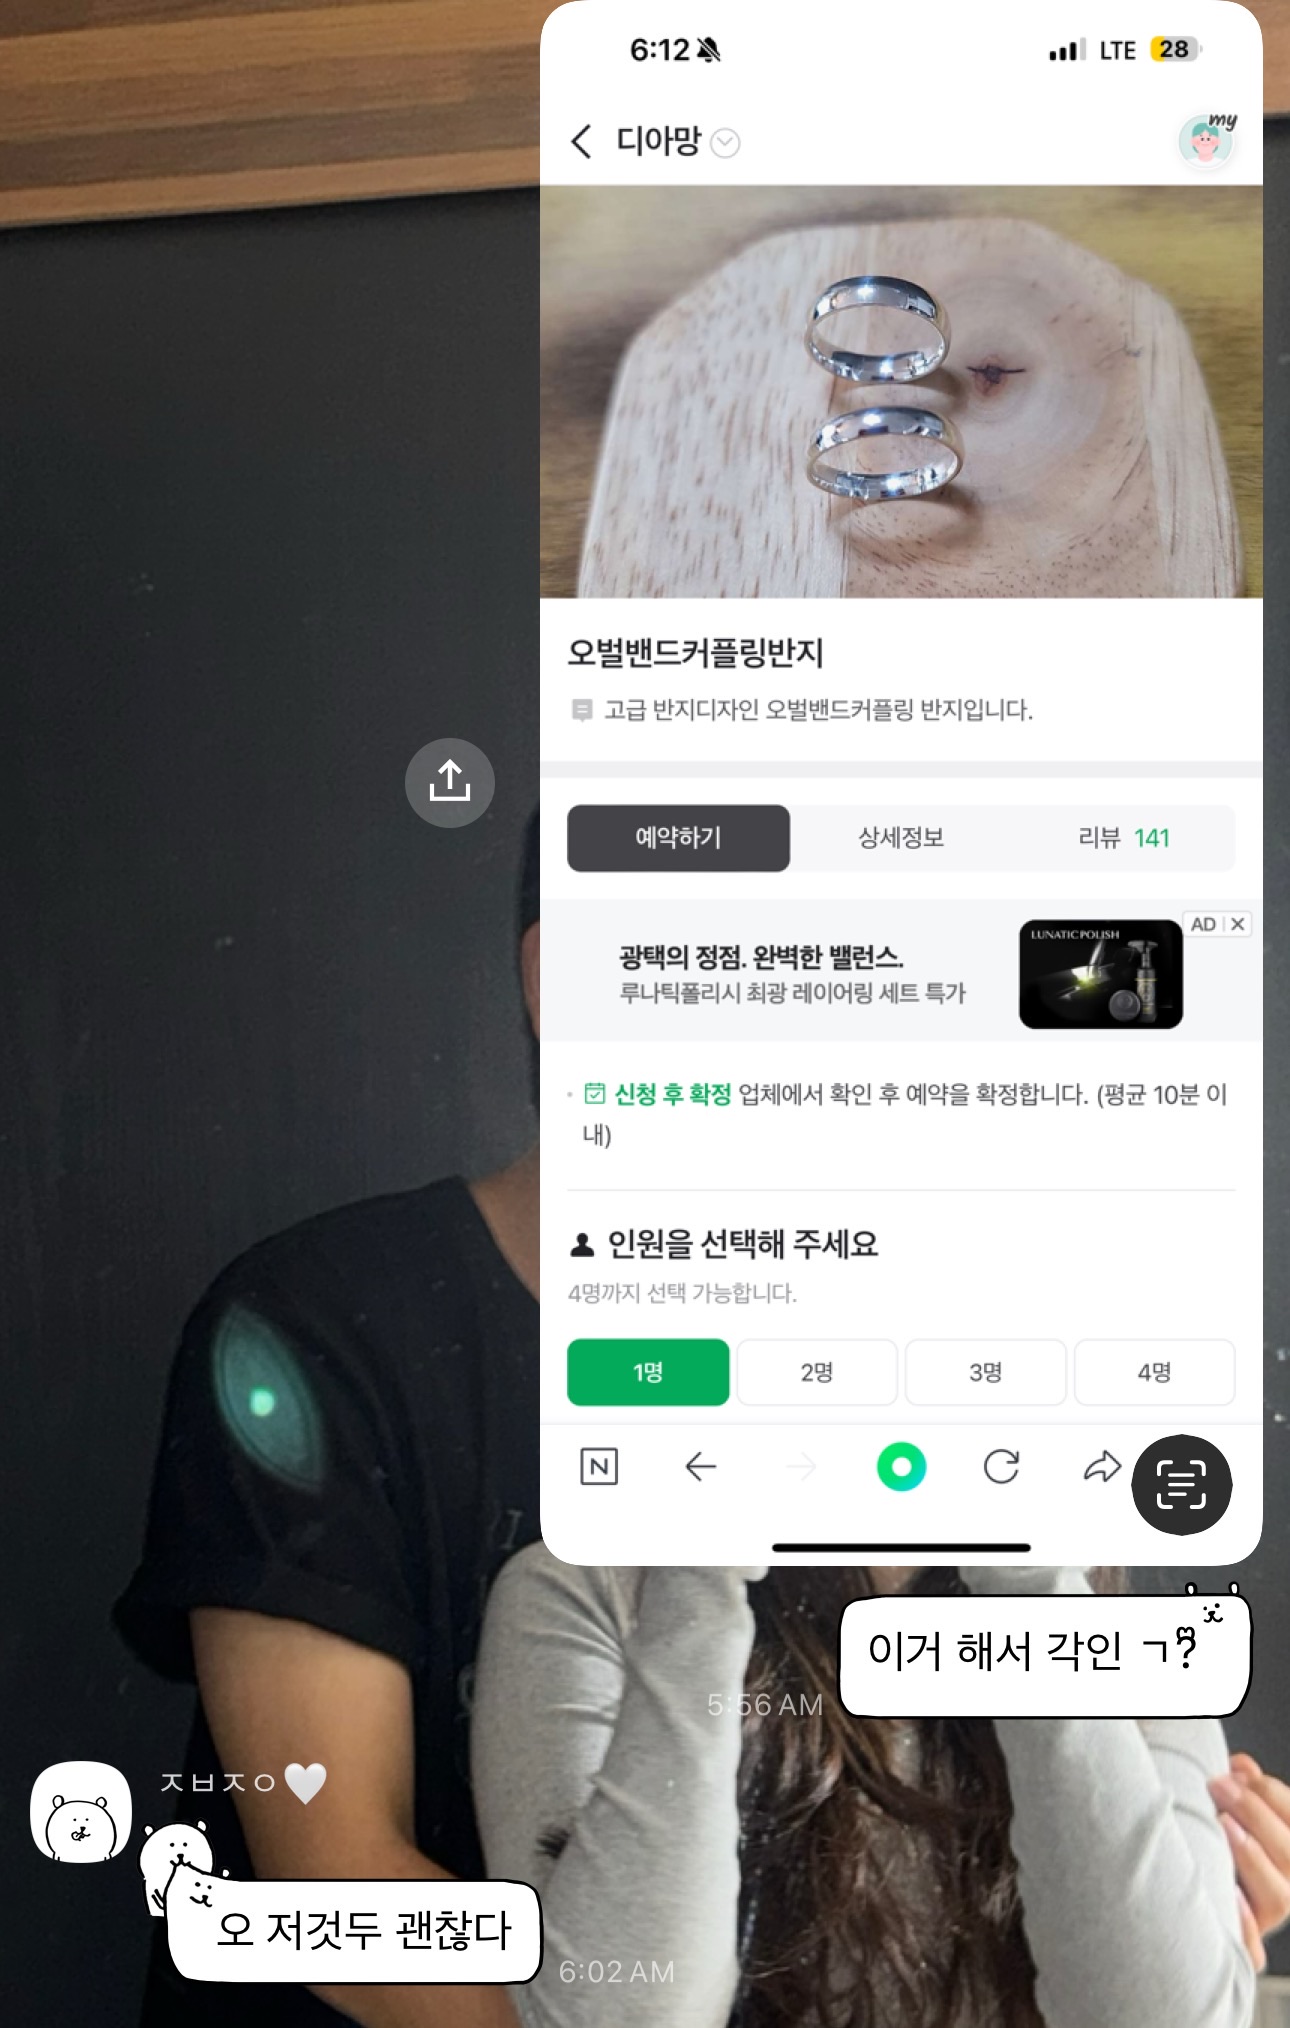 6:12
LTE 28
디아망
my
오벌밴드커플링반지
고급 반지디자인 오벌밴드커플링 반지입니다.
예약하기 상세정보 리뷰 141
AD
LUNATICPOLISH
광택의 정점. 완벽한 밸런스.
루나틱폴리시 최광 레이어링 세트 특가
신청 후 확정 업체에서 확인 후 예약을 확정합니다. (평균 10분 이
내)
인원을 선택해 주세요
4명까지 선택 가능합니다.
1명 2명 3명 4명
N
이거 해서 각인 ㄱ?
5:56 AM
ㅈㅂㅈㅇ🤍
오 저것두 괜찮다
6:02 AM